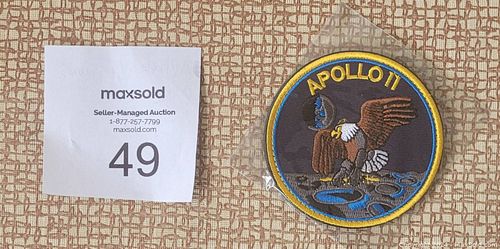 maxsold
Seller-Managed Auction
1-877-257-7799
maxsold.com
49
APOLLO 11